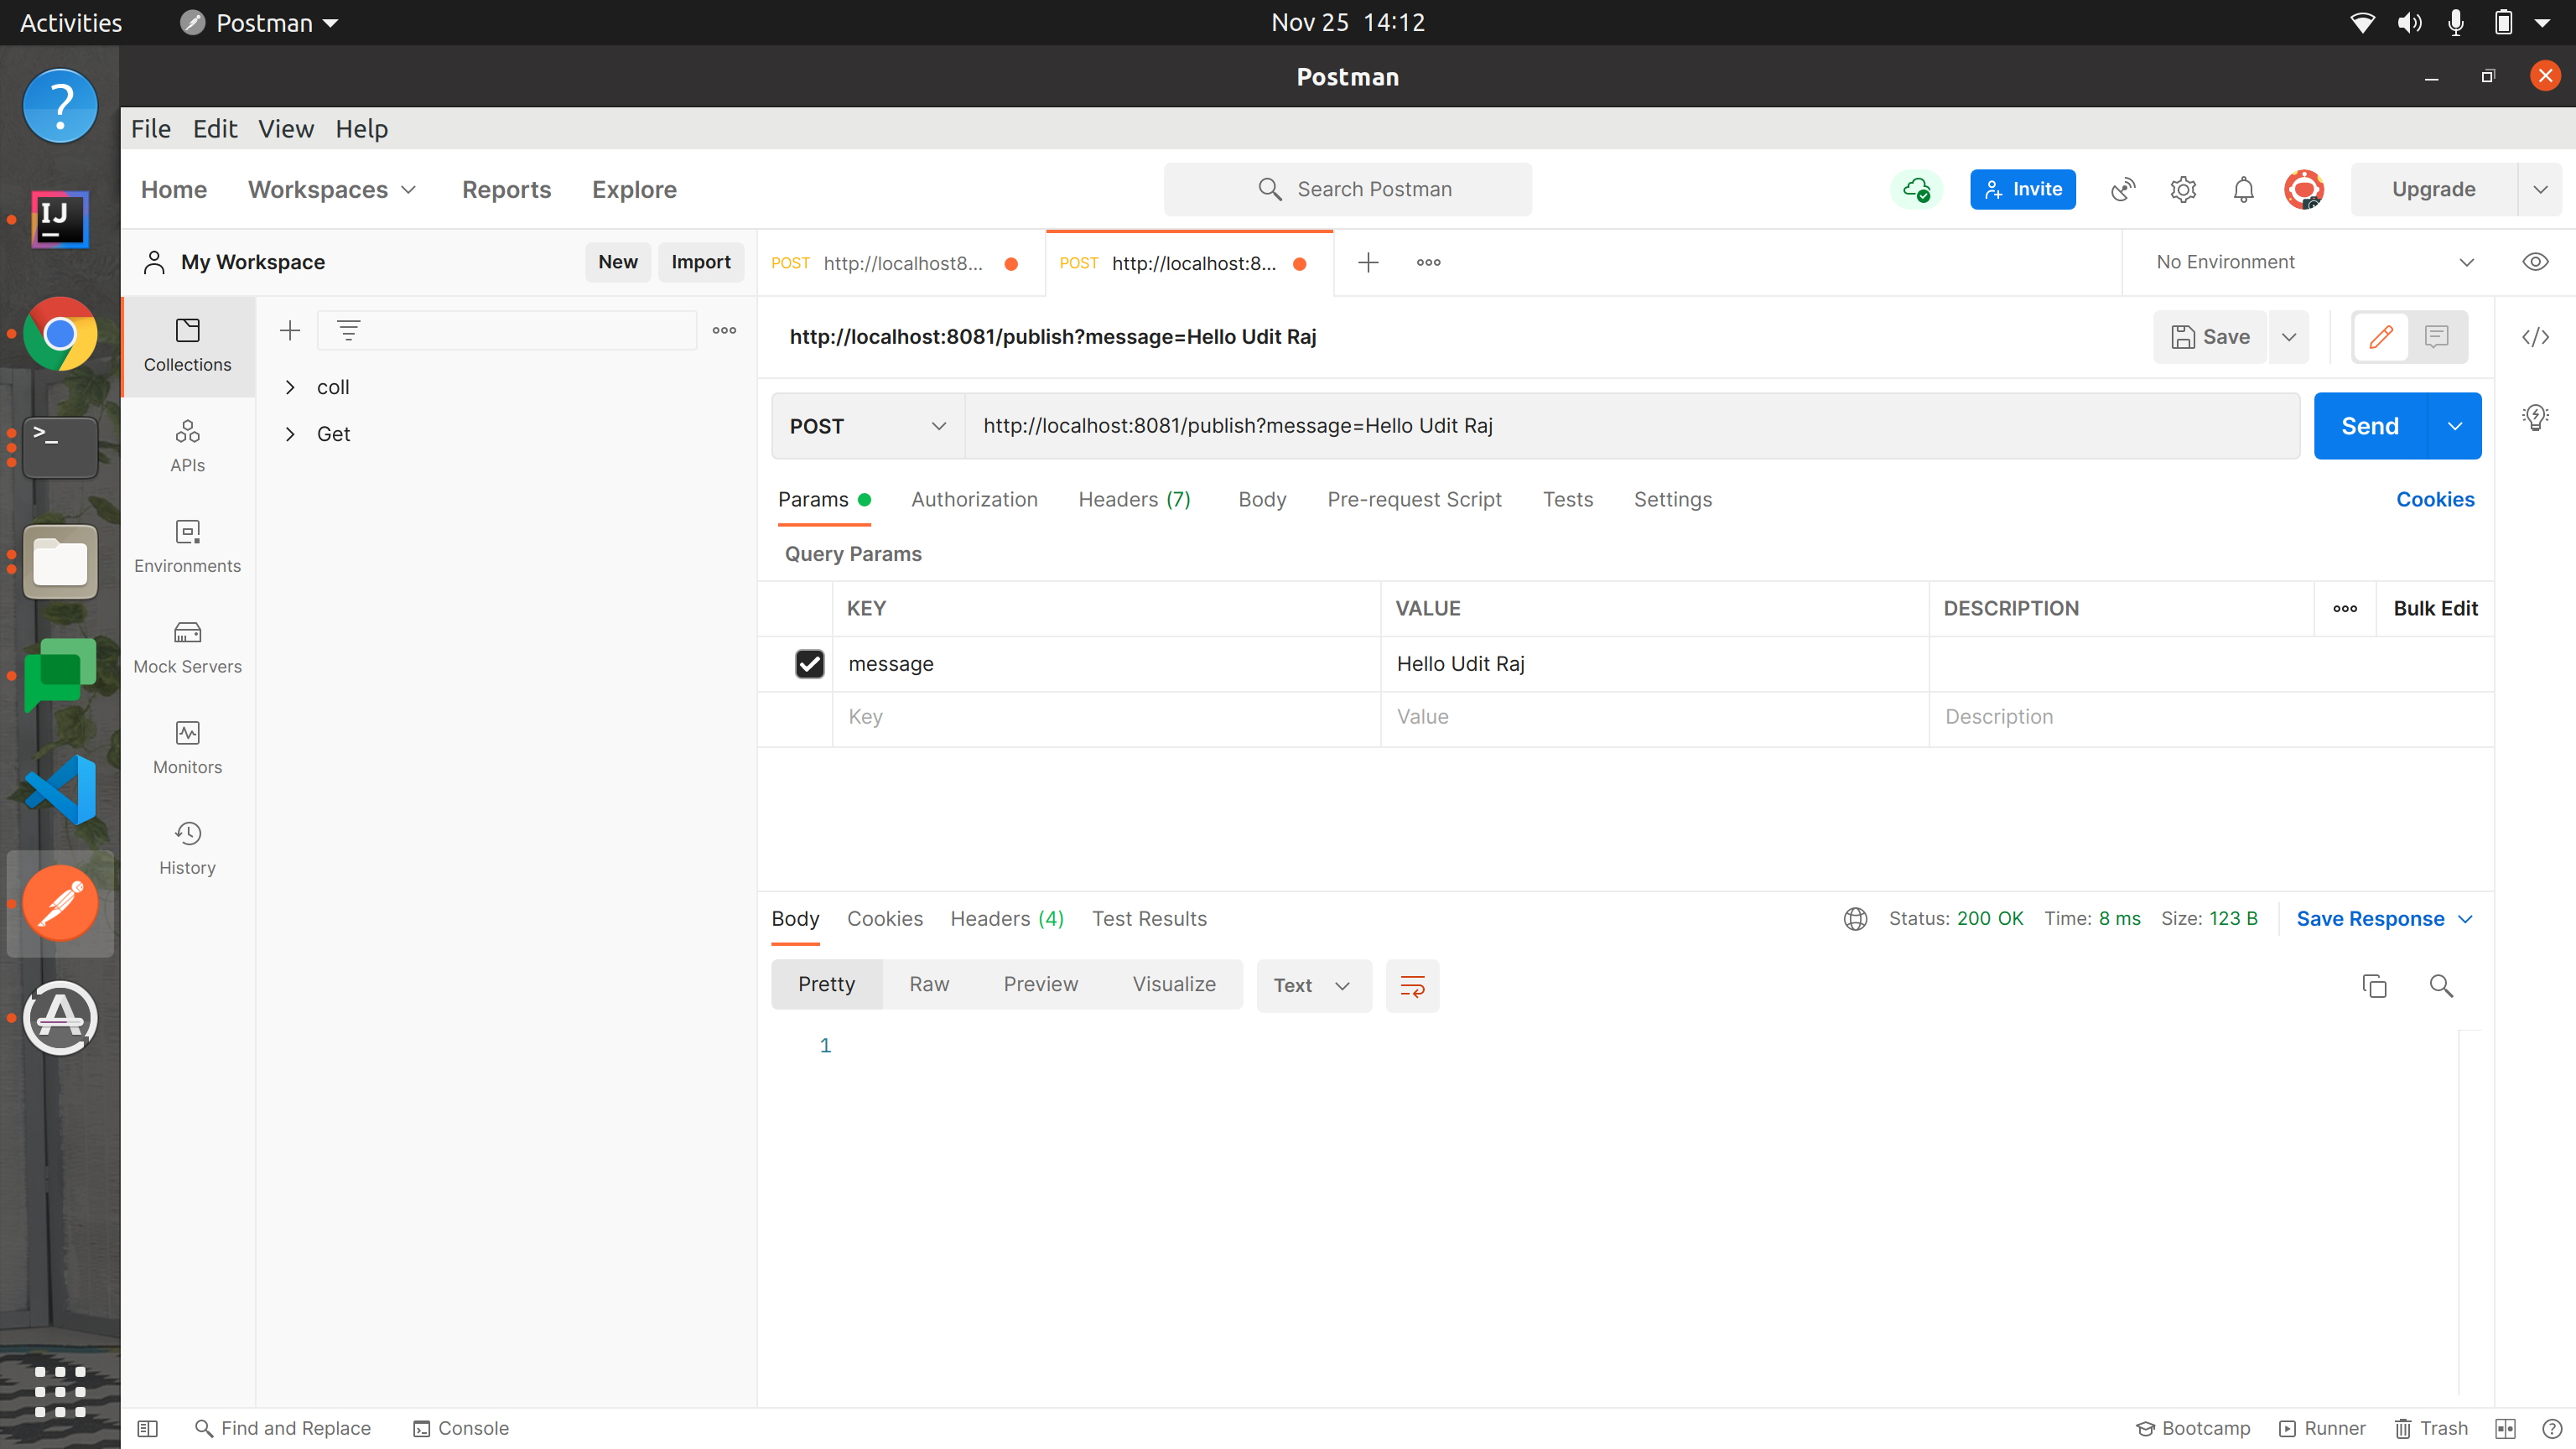 Activities Postman Nov 25 14:12
Postman
File Edit View Help
Home Workspaces Reports Explore Search Postman Invite Upgrade
My Workspace New Import POST http://localhost8... POST http://localhost:8... No Environment
Collections
http://localhost:8081/publish?message=Hello Udit Raj Save
coll
Get
POST http://localhost:8081/publish?message=Hello Udit Raj Send
APIs
Params Authorization Headers (7) Body Pre-request Script Tests Settings Cookies
Environments
Query Params
KEY VALUE DESCRIPTION Bulk Edit
Mock Servers
message Hello Udit Raj
Key Value Description
Monitors
History
Body Cookies Headers (4) Test Results Status: 200 OK Time: 8 ms Size: 123 B Save Response
Pretty Raw Preview Visualize Text
1
Find and Replace Console Bootcamp Runner Trash